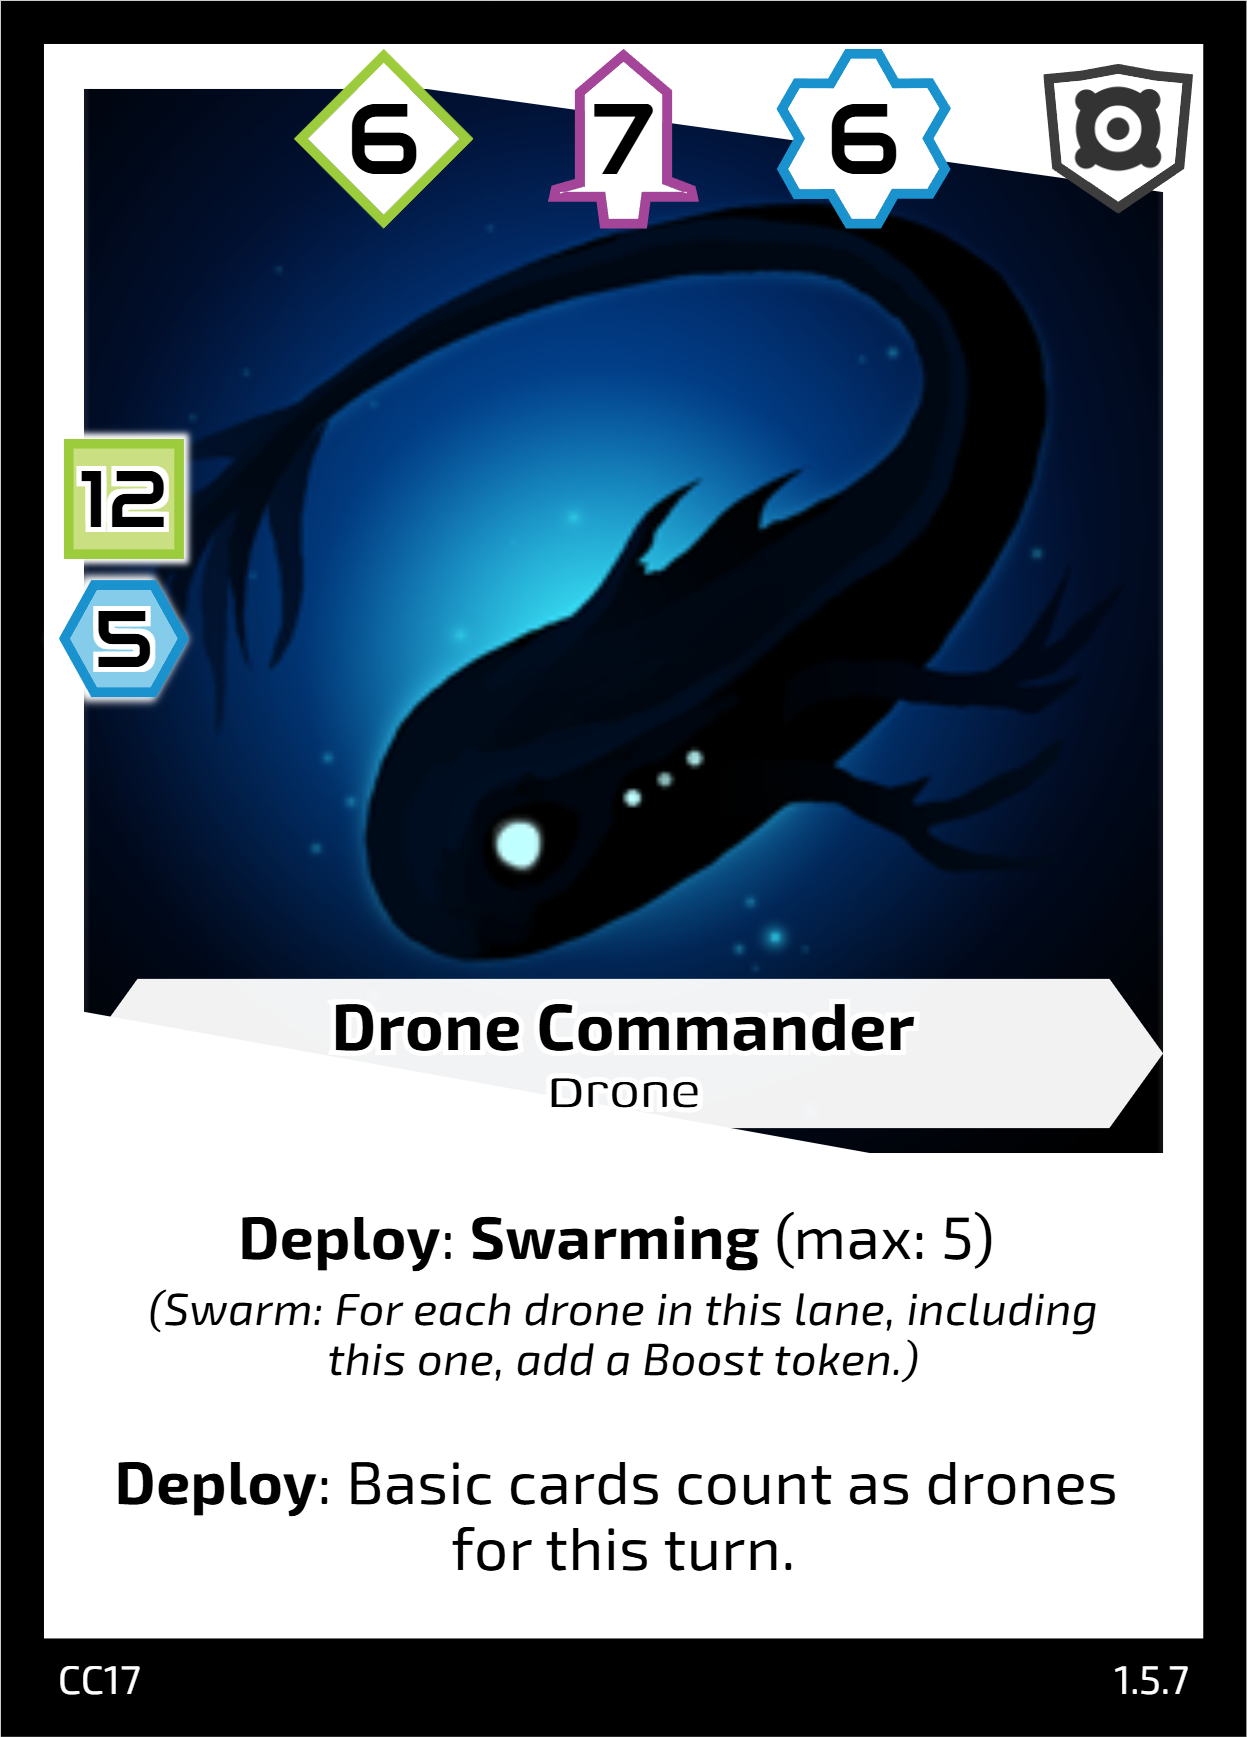 6 7 6
12
5
Drone Commander
Drone
Deploy: Swarming (max: 5)
(Swarm: For each drone in this lane, including
this one, add a Boost token.)
Deploy: Basic cards count as drones
for this turn.
CC17 1.5.7